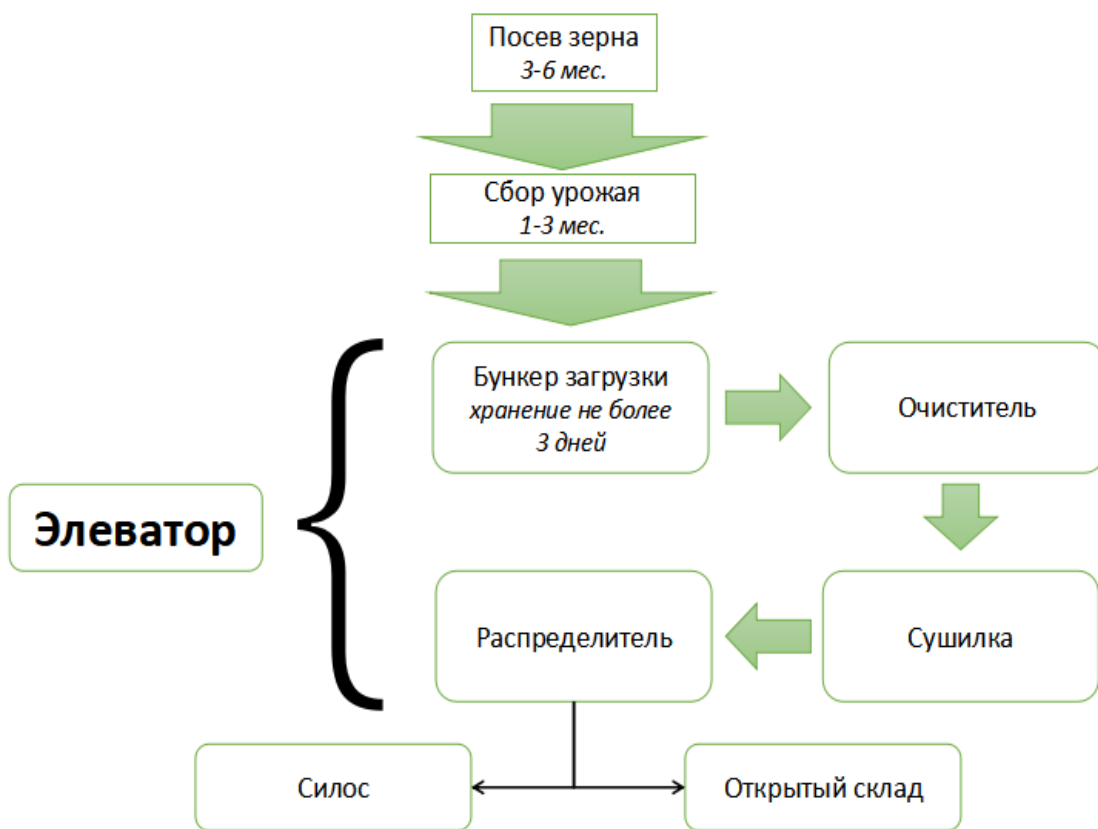 Посев зерна
3-6 мес.
Сбор урожая
1-3 мес.
Бункер загрузки
хранение не более
3 дней
Очиститель
Элеватор
Распределитель
Сушилка
Силос
Открытый склад